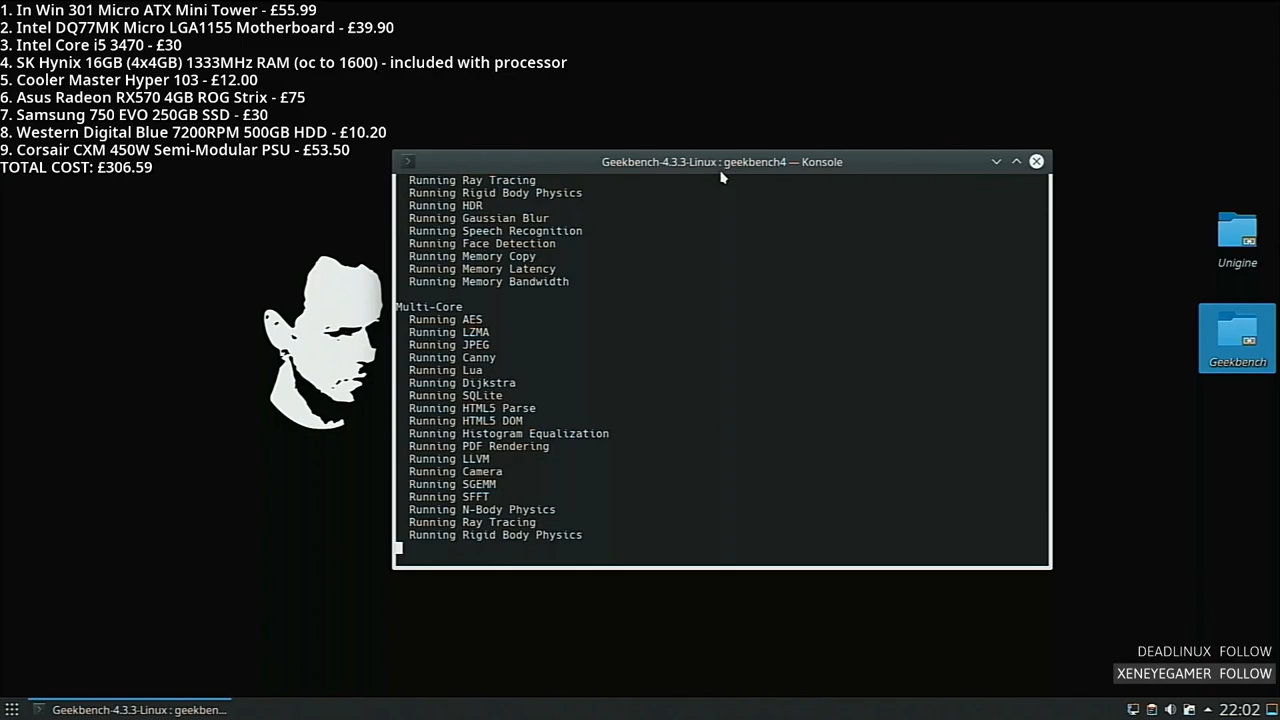 1. In Win 301 Micro ATX Mini Tower - £55.99
2. Intel DQ77MK Micro LGA1155 Motherboard - £39.90
3. Intel Core i5 3470 - £30
4. SK Hynix 16GB (4x4GB) 1333MHz RAM (oc to 1600) - included with processor
5. Cooler Master Hyper 103 - £12.00
6. Asus Radeon RX570 4GB ROG Strix - £75
7. Samsung 750 EVO 250GB SSD - £30
8. Western Digital Blue 7200RPM 500GB HDD - £10.20
9. Corsair CXM 450W Semi-Modular PSU - £53.50
TOTAL COST: £306.59
Geekbench-4.3.3-Linux : geekbench4 — Konsole
Running Ray Tracing
Running Rigid Body Physics
Running HDR
Running Gaussian Blur
Running Speech Recognition
Running Face Detection
Running Memory Copy
Running Memory Latency
Running Memory Bandwidth
Multi-Core
Running AES
Running LZMA
Running JPEG
Running Canny
Running Lua
Running Dijkstra
Running SQLite
Running HTML5 Parse
Running HTML5 DOM
Running Histogram Equalization
Running PDF Rendering
Running LLVM
Running Camera
Running SGEMM
Running SFFT
Running N-Body Physics
Running Ray Tracing
Running Rigid Body Physics
Unigine
Geekbench
DEADLINUX FOLLOW
XENEYEGAMER FOLLOW
Geekbench-4.3.3-Linux : geekben...
22:02